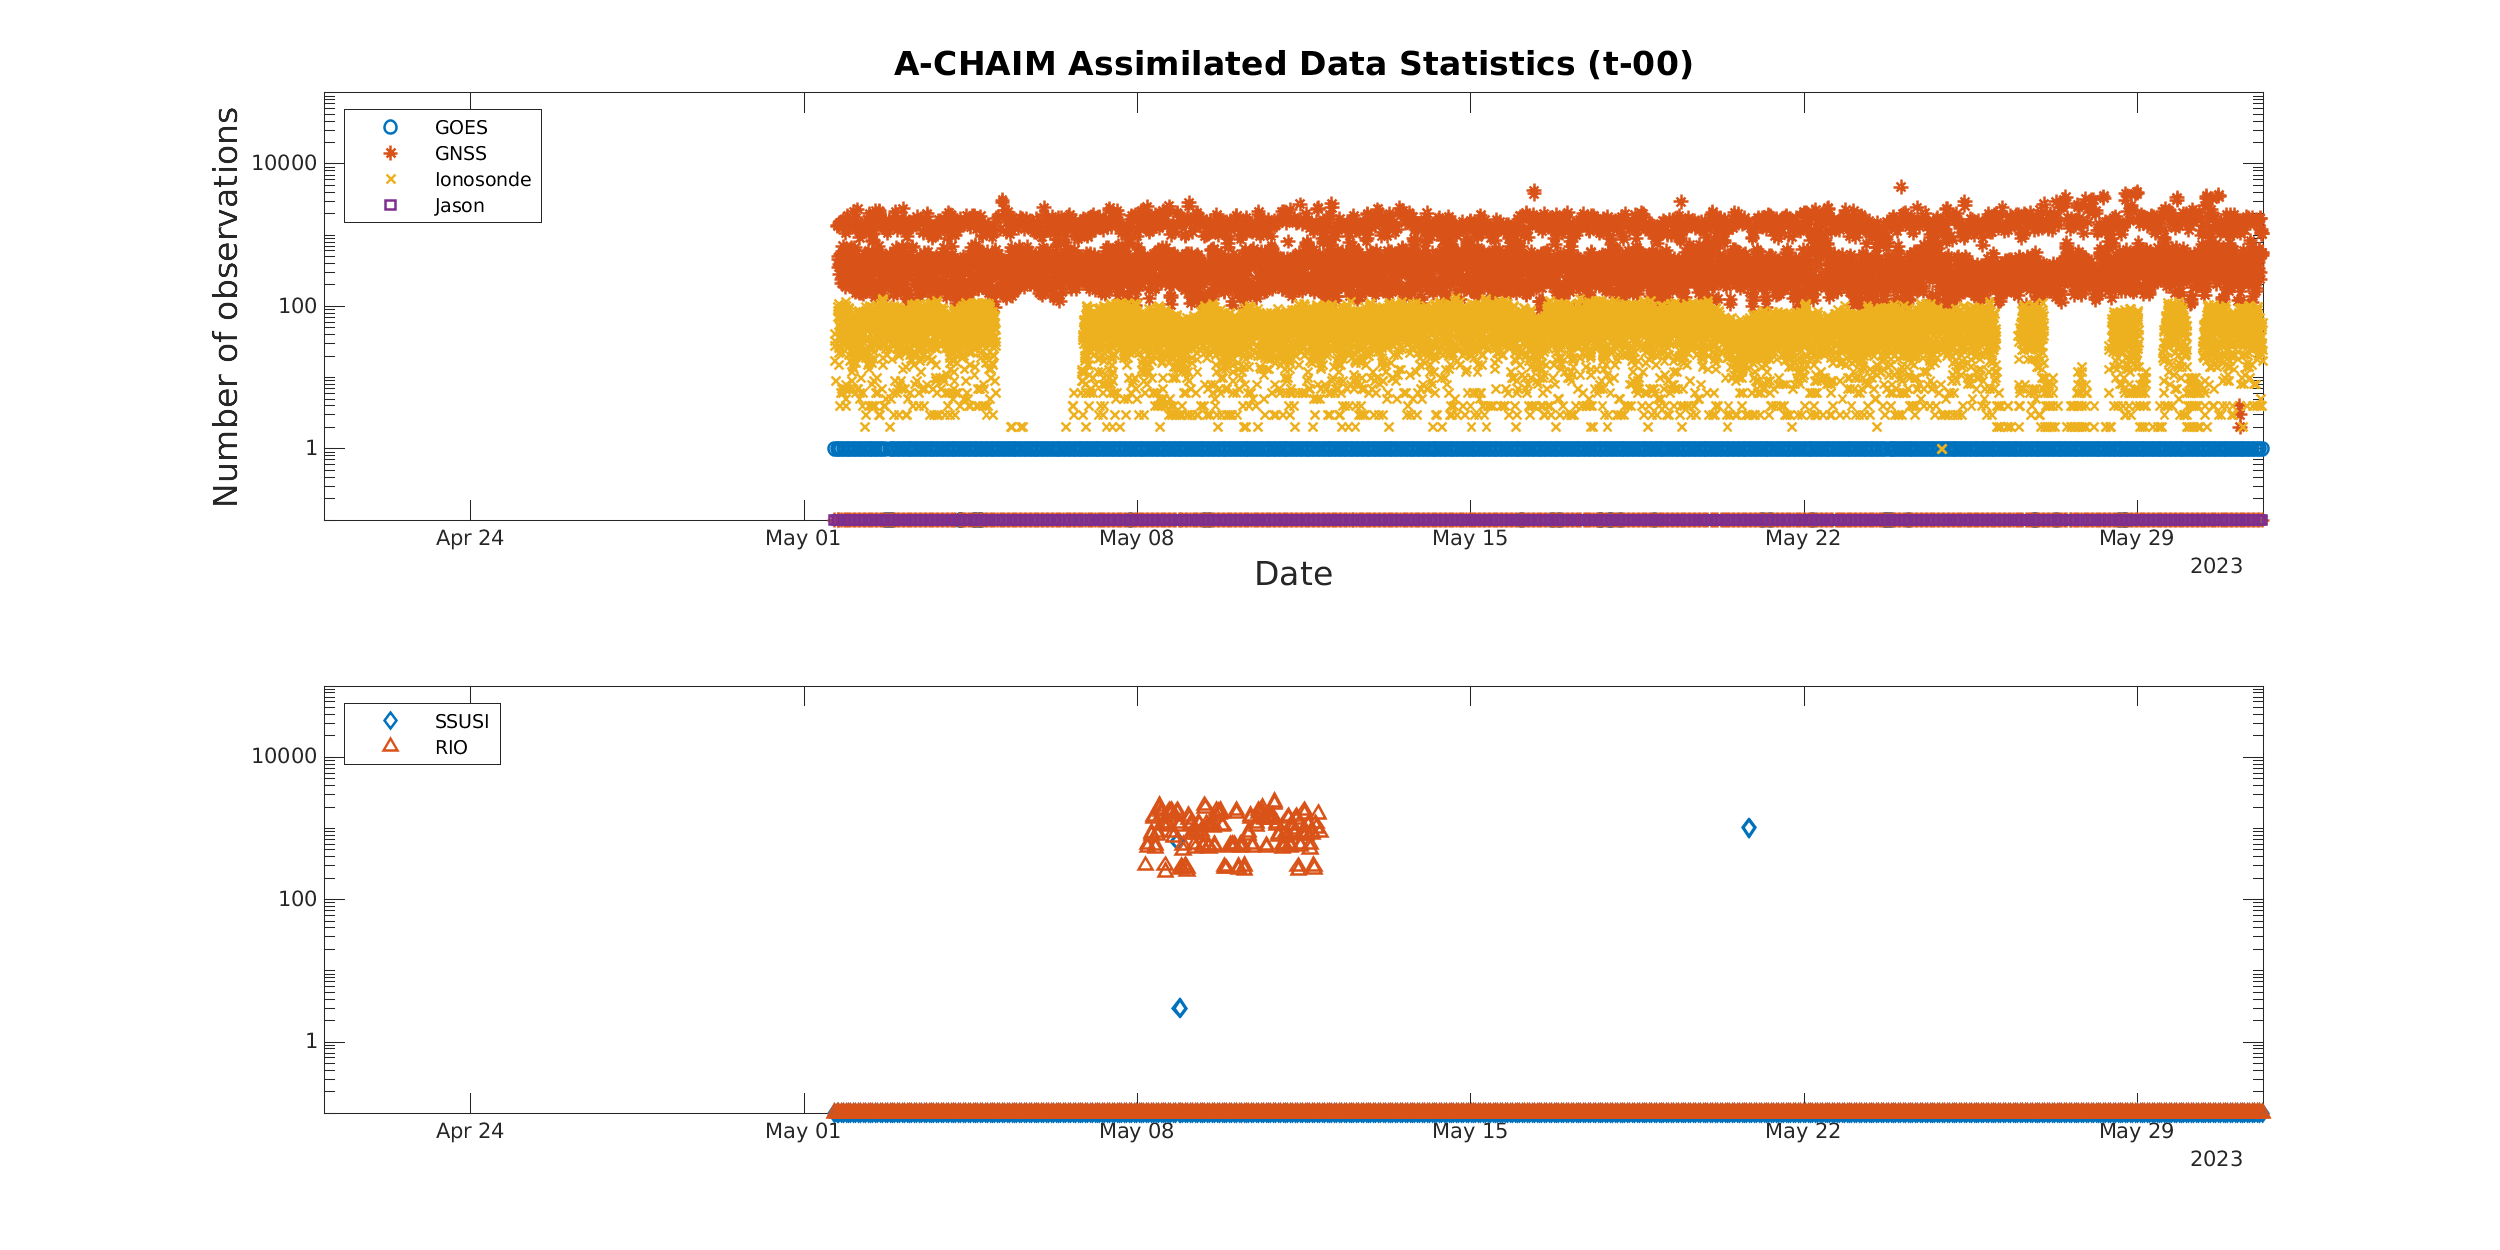 A-CHAIM Assimilated Data Statistics (t-00)
Number of observations
10000
100
1
GOES
GNSS
Ionosonde
Jason
Apr 24
May 01
May 08
May 15
May 22
May 29
2023
Date
10000
100
1
SSUSI
RIO
Apr 24
May 01
May 08
May 15
May 22
May 29
2023